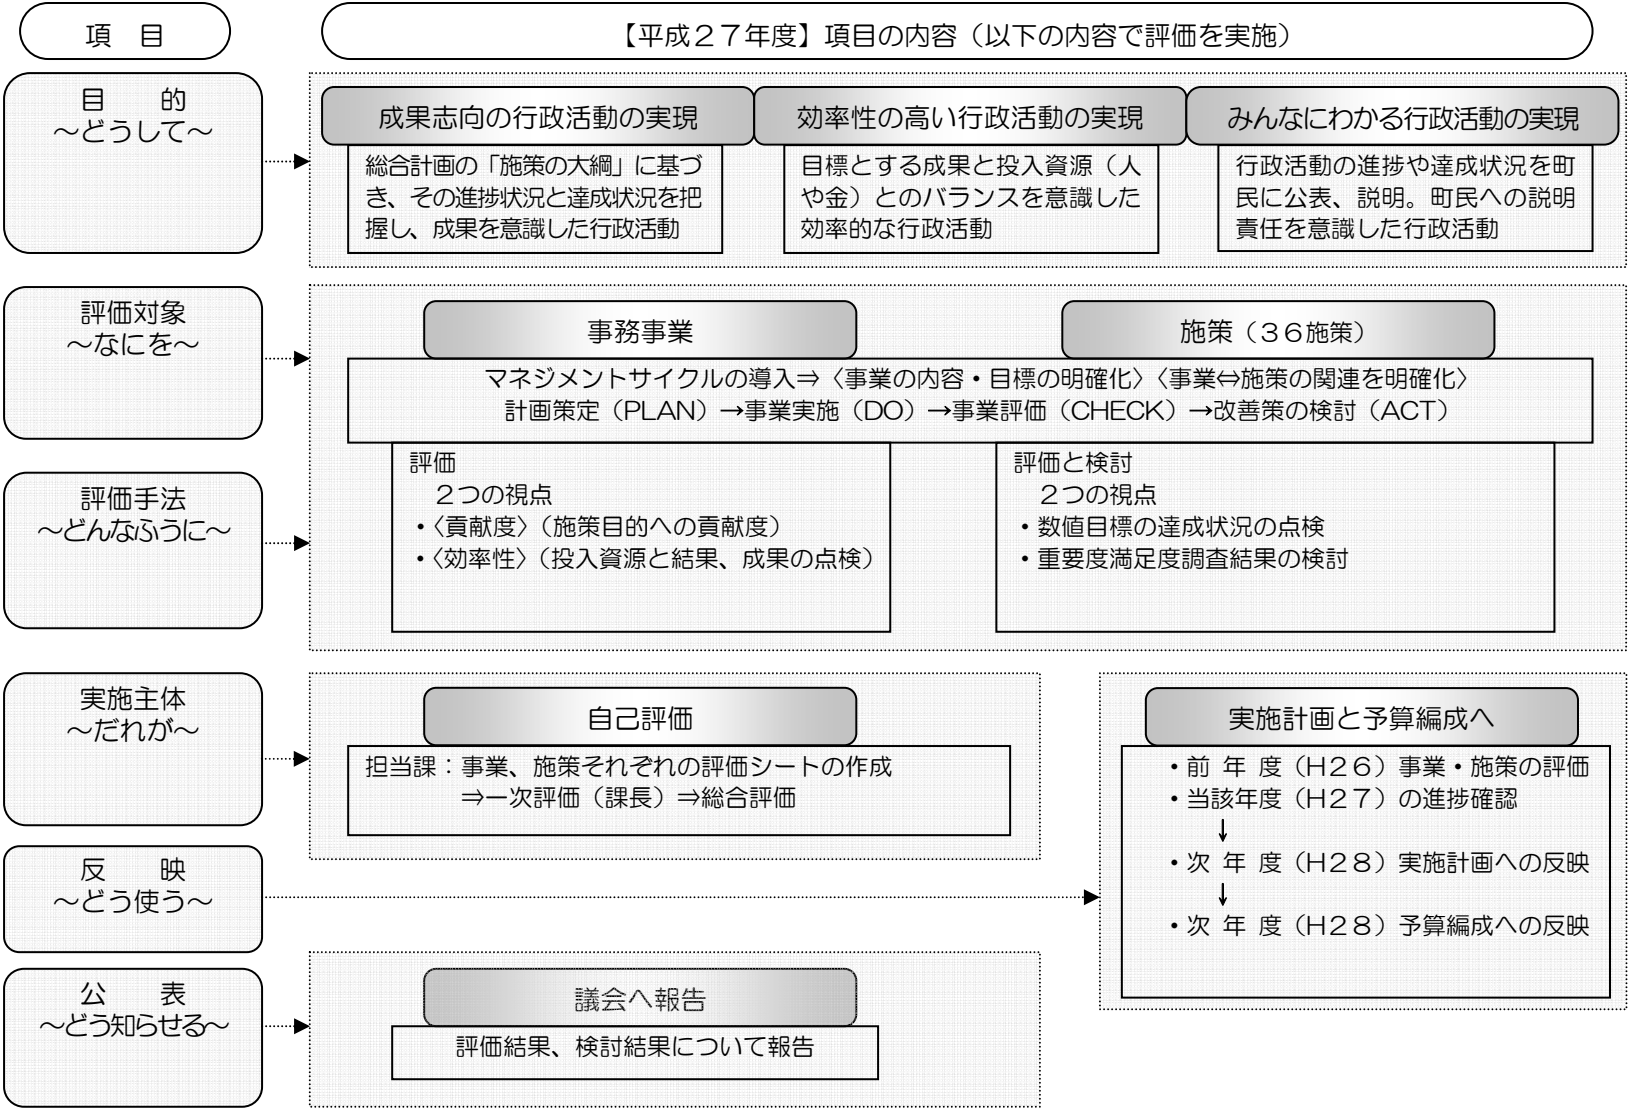 項　目
【平成２７年度】項目の内容（以下の内容で評価を実施）
目　　的
～どうして～
成果志向の行政活動の実現
総合計画の「施策の大綱」に基づ
き、その進捗状況と達成状況を把
握し、成果を意識した行政活動
効率性の高い行政活動の実現
目標とする成果と投入資源（人
や金）とのバランスを意識した
効率的な行政活動
みんなにわかる行政活動の実現
行政活動の進捗や達成状況を町
民に公表、説明。町民への説明
責任を意識した行政活動
評価対象
～なにを～
事務事業
施策（３６施策）
マネジメントサイクルの導入⇒〈事業の内容・目標の明確化〉〈事業⇔施策の関連を明確化〉
計画策定（PLAN）→事業実施（DO）→事業評価（CHECK）→改善策の検討（ACT）
評価手法
～どんなふうに～
評価
２つの視点
・〈貢献度〉（施策目的への貢献度）
・〈効率性〉（投入資源と結果、成果の点検）
評価と検討
２つの視点
・数値目標の達成状況の点検
・重要度満足度調査結果の検討
実施主体
～だれが～
自己評価
担当課：事業、施策それぞれの評価シートの作成
⇒一次評価（課長）⇒総合評価
反　　映
～どう使う～
実施計画と予算編成へ
・前 年 度（H２６）事業・施策の評価
・当該年度（H２７）の進捗確認
↓
・次 年 度（H２８）実施計画への反映
↓
・次 年 度（H２８）予算編成への反映
公　　表
～どう知らせる～
議会へ報告
評価結果、検討結果について報告